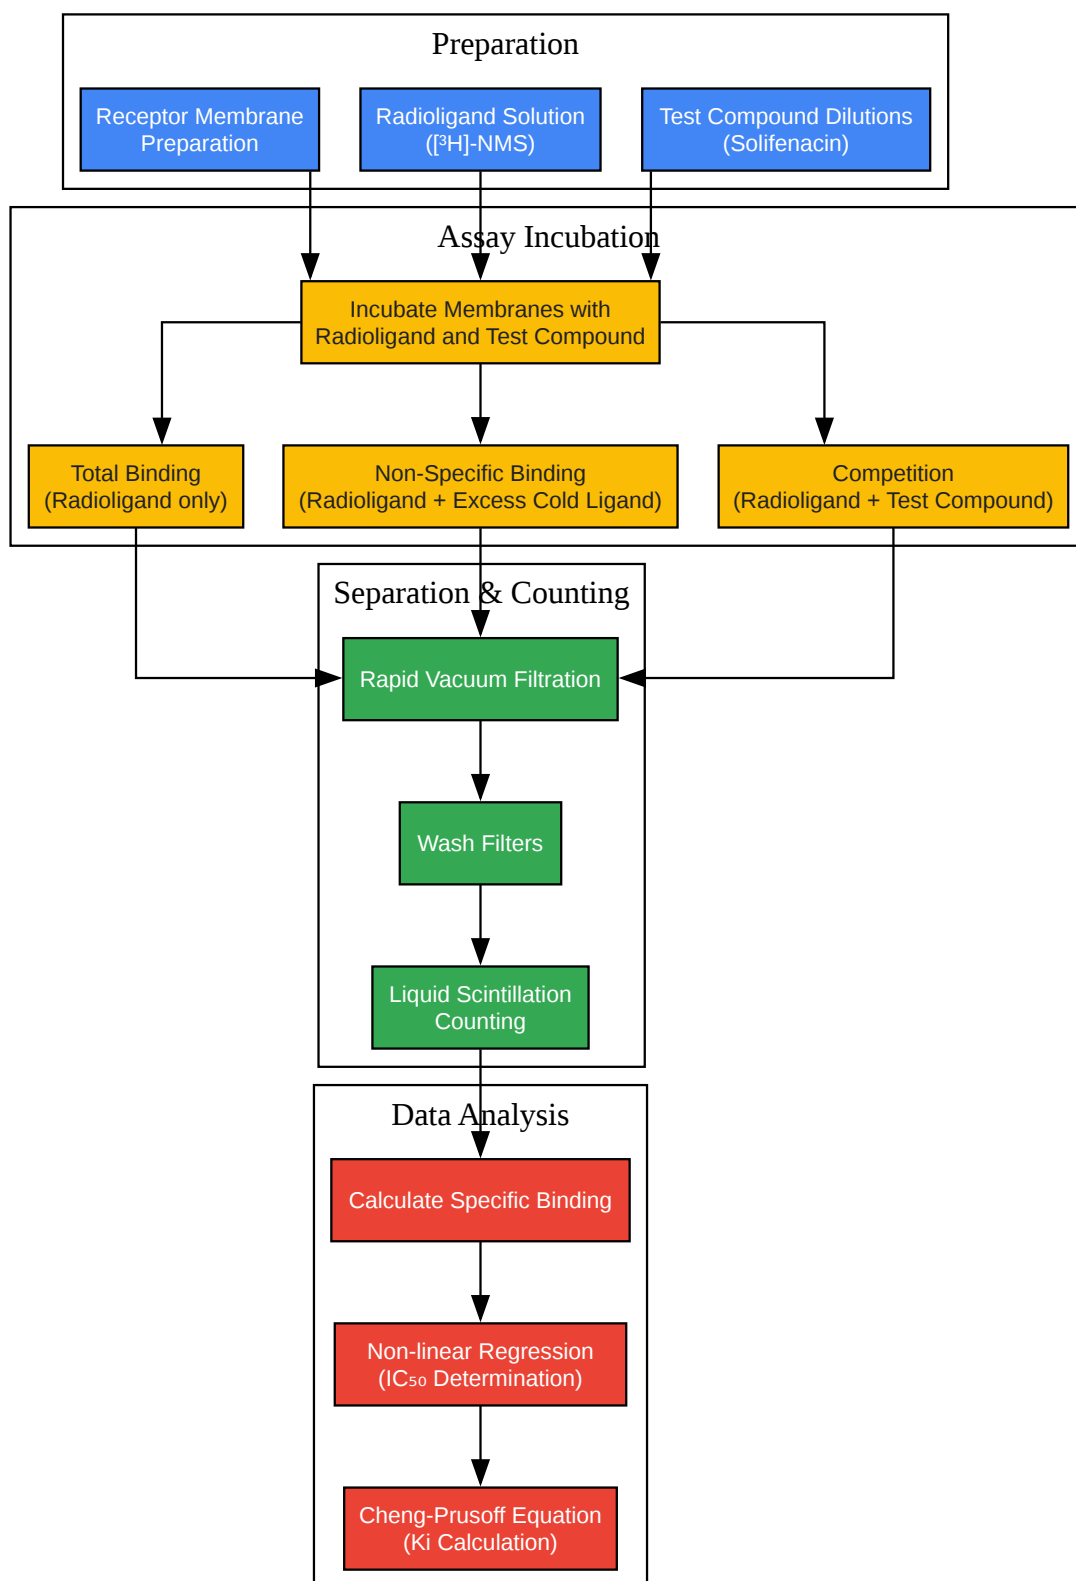 Preparation
Receptor Membrane
Preparation
Radioligand Solution
([³H]-NMS)
Test Compound Dilutions
(Solifenacin)
Assay Incubation
Incubate Membranes with
Radioligand and Test Compound
Total Binding
(Radioligand only)
Non-Specific Binding
(Radioligand + Excess Cold Ligand)
Competition
(Radioligand + Test Compound)
Separation & Counting
Rapid Vacuum Filtration
Wash Filters
Liquid Scintillation
Counting
Data Analysis
Calculate Specific Binding
Non-linear Regression
(IC₅₀ Determination)
Cheng-Prusoff Equation
(Ki Calculation)